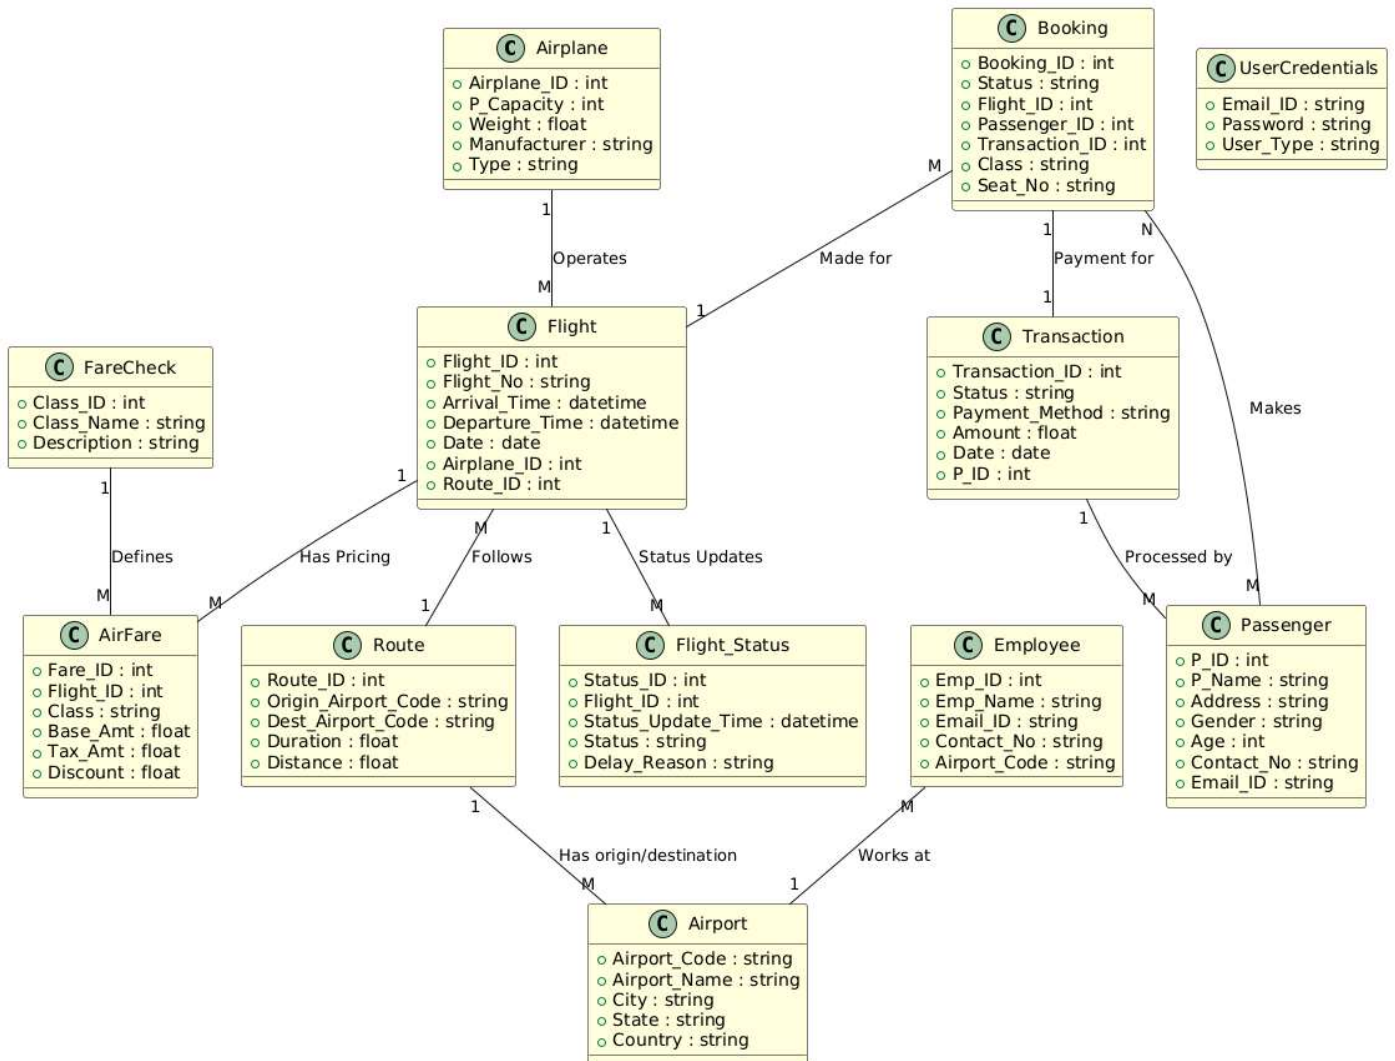 C Airplane
Airplane_ID : int
P_Capacity : int
Weight : float
Manufacturer : string
Type : string
C Booking
Booking_ID : int
Status : string
Flight_ID : int
Passenger_ID : int
Transaction_ID : int
Class : string
Seat_No : string
C UserCredentials
Email_ID : string
Password : string
User_Type : string
1
Operates
M
M
Made for
1
1
Payment for
1
N
Makes
M
C FareCheck
Class_ID : int
Class_Name : string
Description : string
C Flight
Flight_ID : int
Flight_No : string
Arrival_Time : datetime
Departure_Time : datetime
Date : date
Airplane_ID : int
Route_ID : int
C Transaction
Transaction_ID : int
Status : string
Payment_Method : string
Amount : float
Date : date
P_ID : int
1
Defines
M
1
Has Pricing
M
M
Follows
1
1
Status Updates
M
1
Processed by
M
C AirFare
Fare_ID : int
Flight_ID : int
Class : string
Base_Amt : float
Tax_Amt : float
Discount : float
C Route
Route_ID : int
Origin_Airport_Code : string
Dest_Airport_Code : string
Duration : float
Distance : float
C Flight_Status
Status_ID : int
Flight_ID : int
Status_Update_Time : datetime
Status : string
Delay_Reason : string
C Employee
Emp_ID : int
Emp_Name : string
Email_ID : string
Contact_No : string
Airport_Code : string
C Passenger
P_ID : int
P_Name : string
Address : string
Gender : string
Age : int
Contact_No : string
Email_ID : string
1
Has origin/destination
M
M
Works at
1
C Airport
Airport_Code : string
Airport_Name : string
City : string
State : string
Country : string